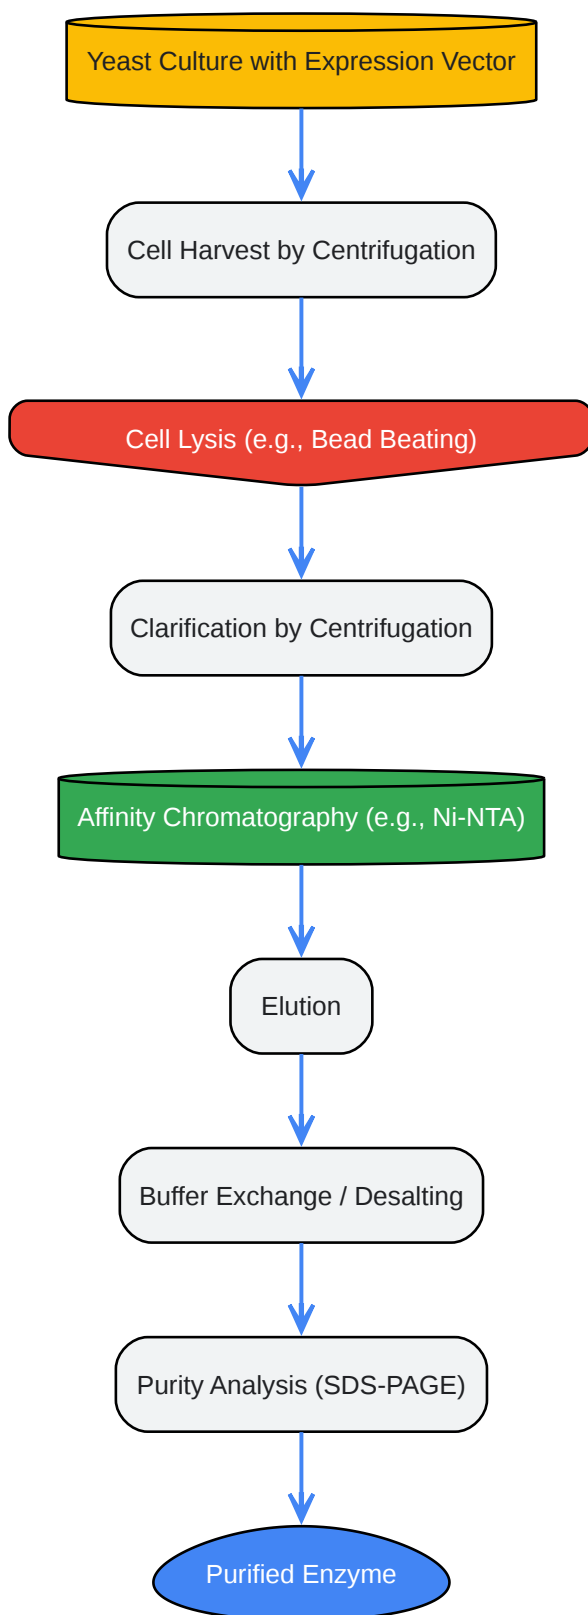 Yeast Culture with Expression Vector
Cell Harvest by Centrifugation
Cell Lysis (e.g., Bead Beating)
Clarification by Centrifugation
Affinity Chromatography (e.g., Ni-NTA)
Elution
Buffer Exchange / Desalting
Purity Analysis (SDS-PAGE)
Purified Enzyme